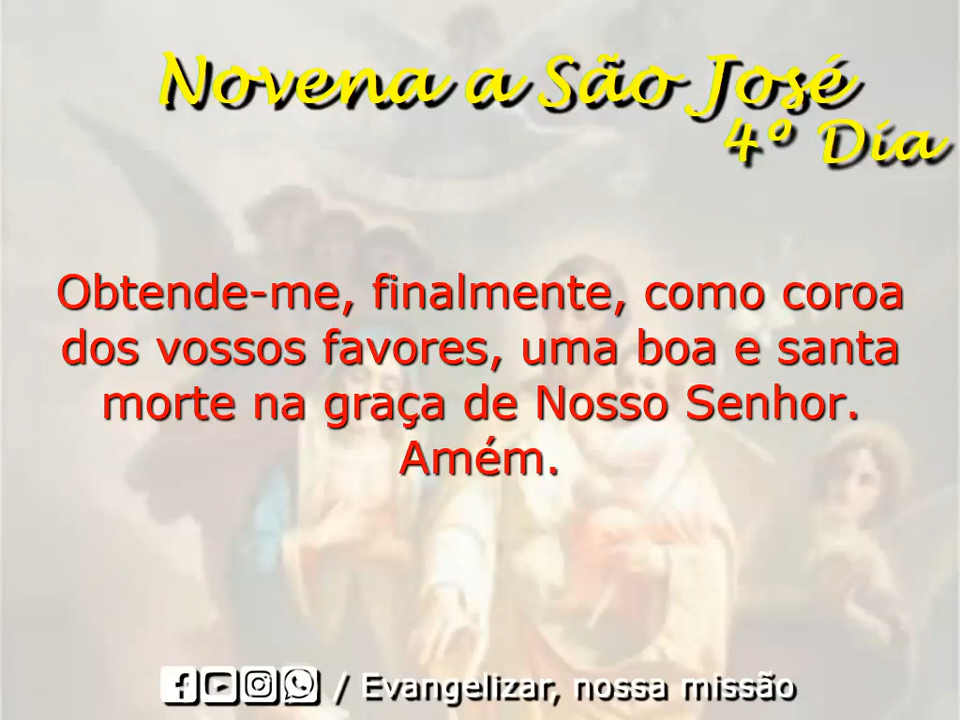 Novena a São José
4º Dia
Obtende-me, finalmente, como coroa
dos vossos favores, uma boa e santa
morte na graça de Nosso Senhor.
Amém.
/ Evangelizar, nossa missão